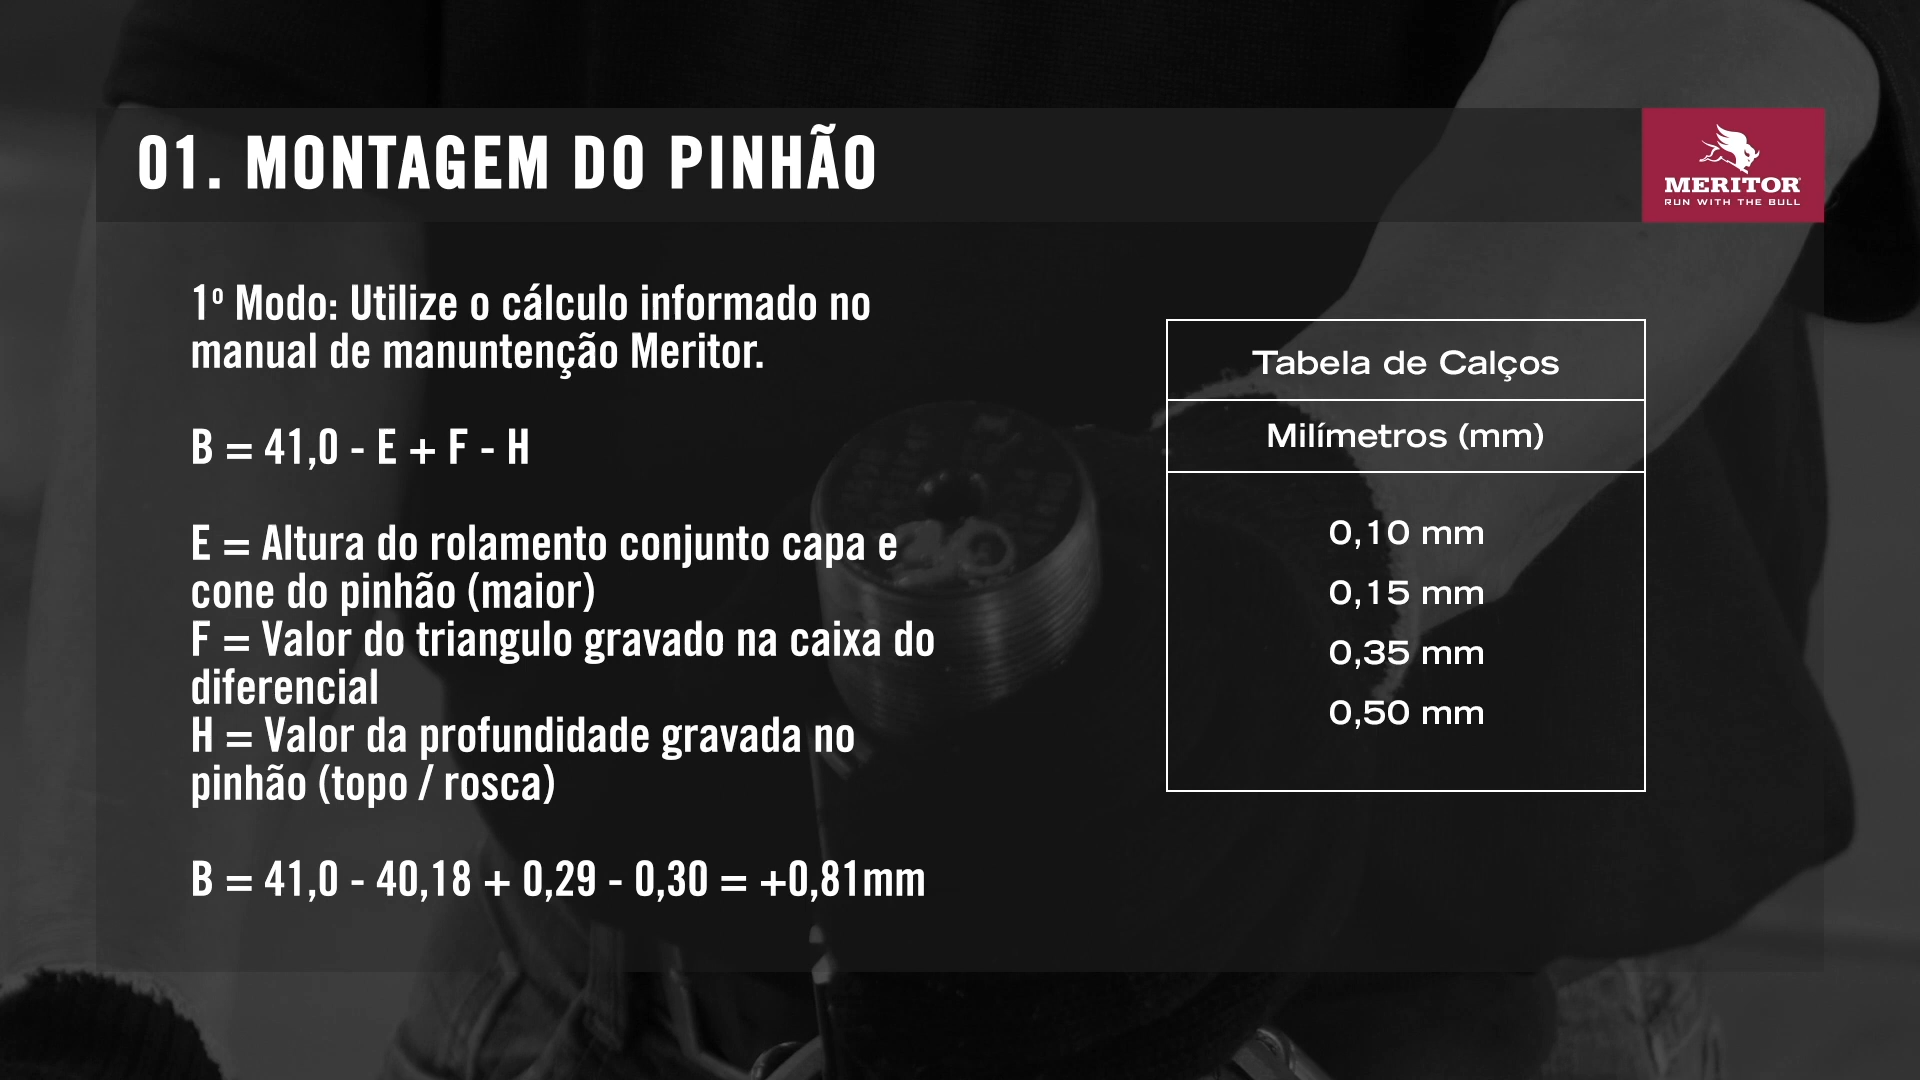 01. MONTAGEM DO PINHÃO
MERITOR
RUN WITH THE BULL
1º Modo: Utilize o cálculo informado no
manual de manuntenção Meritor.
B = 41,0 - E + F - H
E = Altura do rolamento conjunto capa e
cone do pinhão (maior)
F = Valor do triangulo gravado na caixa do
diferencial
H = Valor da profundidade gravada no
pinhão (topo / rosca)
B = 41,0 - 40,18 + 0,29 - 0,30 = +0,81mm
Tabela de Calços
Milímetros (mm)
0,10 mm
0,15 mm
0,35 mm
0,50 mm